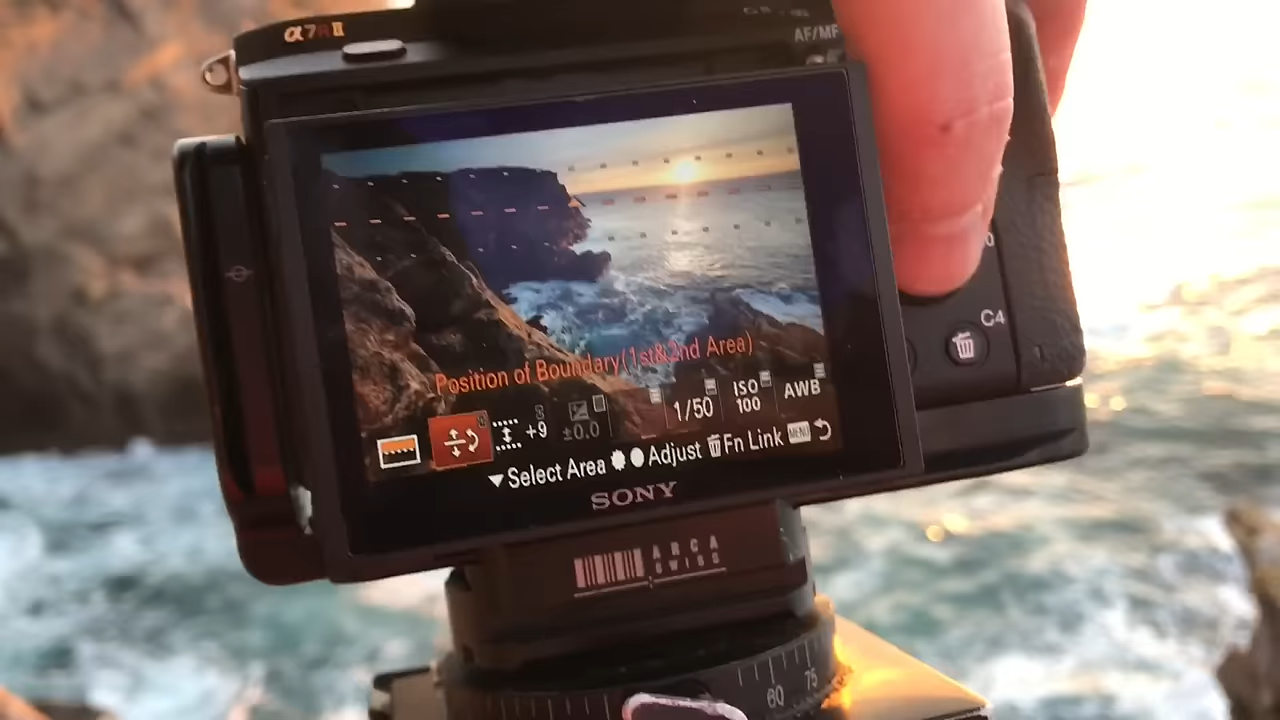 α7RII
AF/MF
C4
Position of Boundary(1st&2nd Area)
+9
±0.0
1/50
ISO
100
AWB
▼Select Area Adjust Fn Link MENU
SONY
ARCA
SWISS
60 75